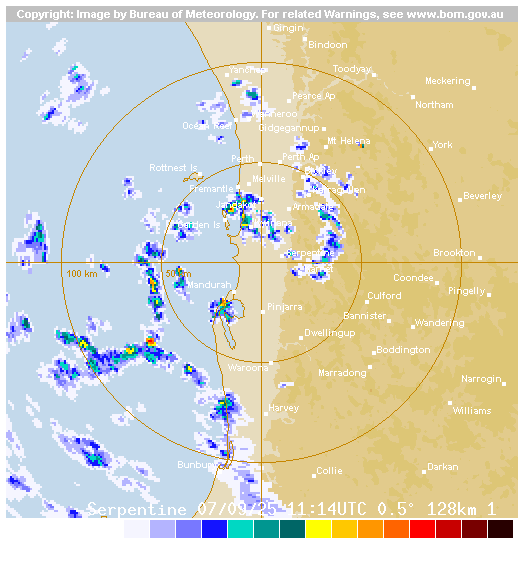 Copyright: Image by Bureau of Meteorology. For related Warnings, see www.bom.gov.au
Gingin
Bindoon
Yanchep
Toodyay
Meckering
Pearce Ap
Northam
Wanneroo
Ocean Reef
Gidgegannup
Mt Helena
York
Perth
Perth Ap
Rottnest Is
Melville
Fremantle
Beverley
Jandakot
Armadale
Garden Is
Serpentine
Brookton
100 km
50 km
Mandurah
Coondee
Pingelly
Culford
Pinjarra
Bannister
Wandering
Dwellingup
Boddington
Waroona
Marradong
Narrogin
Harvey
Williams
Bunbury
Collie
Darkan
Serpentine 07/09/25 11:14UTC 0.5° 128km 1